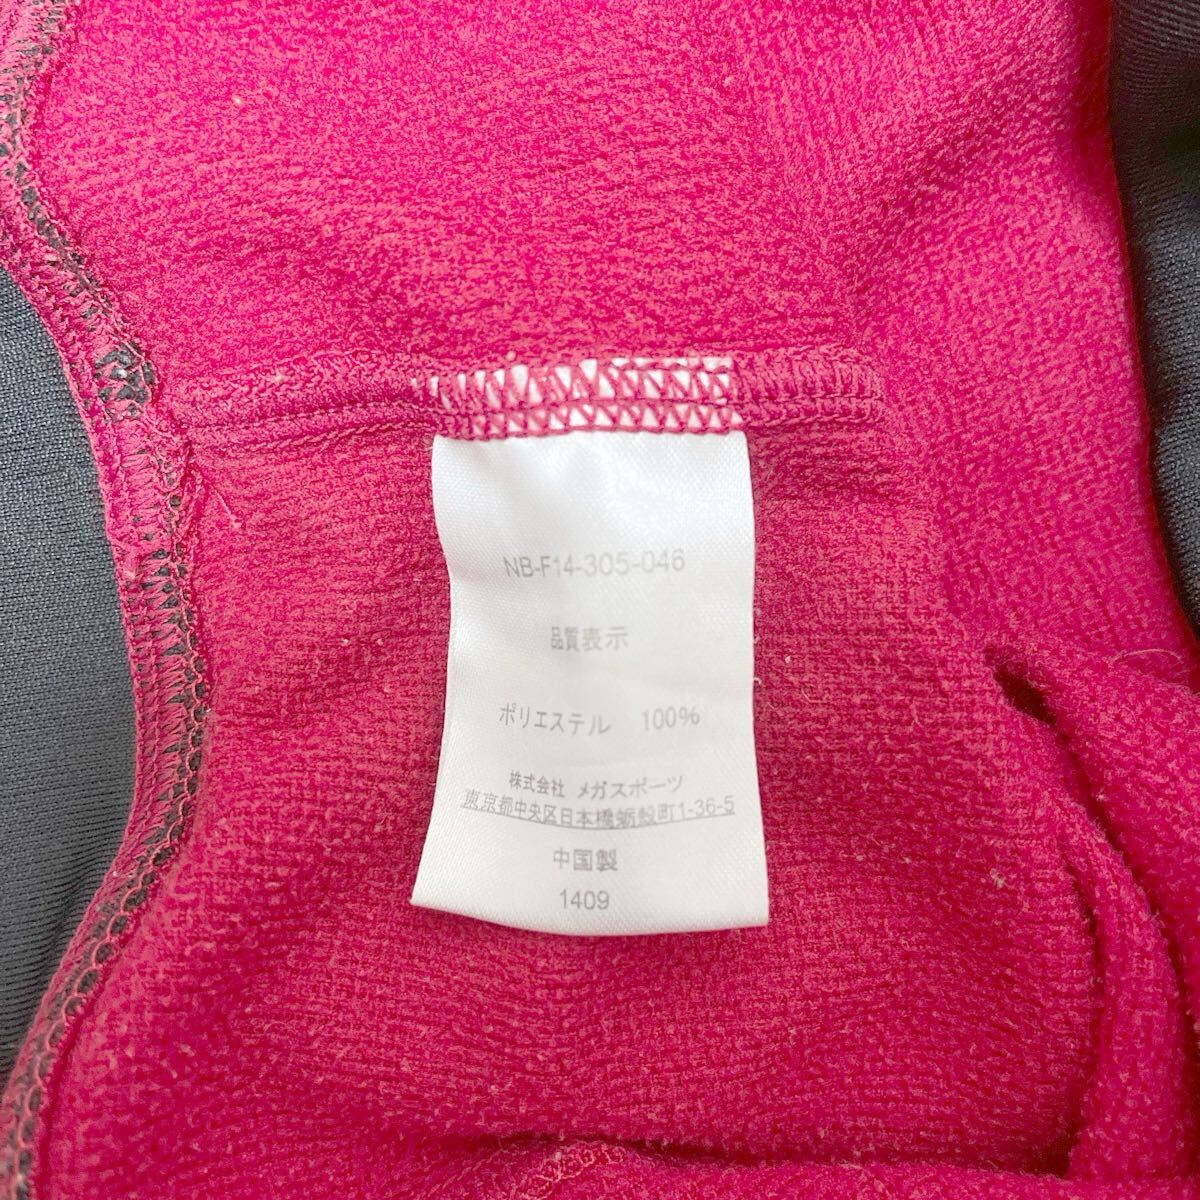 NB-F14-305-046
品質表示
ポリエステル 100%
株式会社 メガスポーツ
東京都中央区日本橋蛎殻町1-36-5
中国製
1409